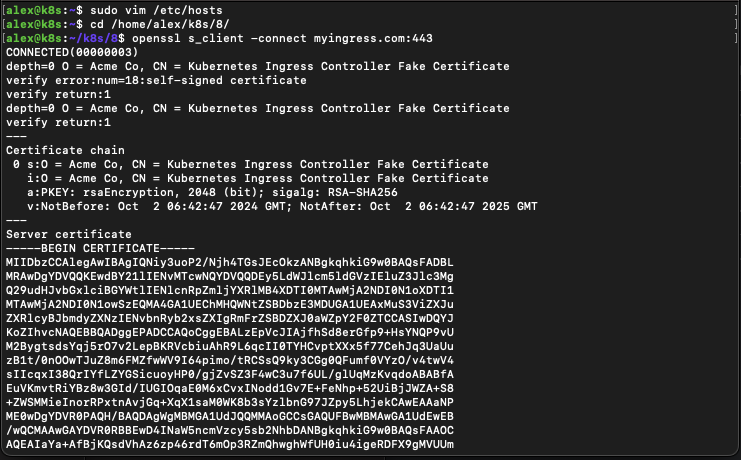 [alex@k8s:~$ sudo vim /etc/hosts ]
[alex@k8s:~$ cd /home/alex/k8s/8/ ]
[alex@k8s:~/k8s/8$ openssl s_client -connect myingress.com:443 ]
CONNECTED(00000003)
depth=0 O = Acme Co, CN = Kubernetes Ingress Controller Fake Certificate
verify error:num=18:self-signed certificate
verify return:1
depth=0 O = Acme Co, CN = Kubernetes Ingress Controller Fake Certificate
verify return:1
---
Certificate chain
 0 s:O = Acme Co, CN = Kubernetes Ingress Controller Fake Certificate
   i:O = Acme Co, CN = Kubernetes Ingress Controller Fake Certificate
   a:PKEY: rsaEncryption, 2048 (bit); sigalg: RSA-SHA256
   v:NotBefore: Oct  2 06:42:47 2024 GMT; NotAfter: Oct  2 06:42:47 2025 GMT
---
Server certificate
-----BEGIN CERTIFICATE-----
MIIDbzCCAlegAwIBAgIQNiy3uoP2/Njh4TGsJEcOkzANBgkqhkiG9w0BAQsFADBL
MRAwDgYDVQQKEwdBY21lIENvMTcwNQYDVQQDEy5LdWJlcm5ldGVzIEluZ3Jlc3Mg
Q29udHJvbGxlciBGYWtlIENlcnRpZmljYXRlMB4XDTI0MTAwMjA2NDI0N1oXDTI1
MTAwMjA2NDI0N1owSzEQMA4GA1UEChMHQWNtZSBDbzE3MDUGA1UEAxMuS3ViZXJu
ZXRlcyBJbmdyZXNzIENvbnRyb2xsZXIgRmFrZSBDZXJ0aWZpY2F0ZTCCASIwDQYJ
KoZIhvcNAQEBBQADggEPADCCAQoCggEBALzEpVcJIAjfhSd8erGfp9+HsYNQP9vU
M2BygtsdsYqj5rO7v2LepBKRVcbiuAhR9L6qcII0TYHCvptXXx5f77CehJq3UaUu
zB1t/0nOOwTJuZ8m6FMZfwWV9I64pimo/tRCSsQ9ky3CGg0QFumf0VYzO/v4twV4
sIIcqxI38QrIYfLZYGSicuoyHP0/gjZvSZ3F4wC3u7f6UL/glUqMzKvqdoABABfA
EuVKmvtRiYBz8w3GId/IUGIOqaE0M6xCvxINodd1Gv7E+FeNhp+52UiBjJWZA+S8
+ZWSMMieInorRPxtnAvjGq+XqX1saM0WK8b3sYzlbnG97JZpy5LhjekCAwEAAaNP
ME0wDgYDVR0PAQH/BAQDAgWgMBMGA1UdJQQMMAoGCCsGAQUFBwMBMAwGA1UdEwEB
/wQCMAAwGAYDVR0RBBEwD4INaW5ncmVzcy5sb2NhbDANBgkqhkiG9w0BAQsFAAOC
AQEAIaYa+AfBjKQsdVhAz6zp46rdT6mOp3RZmQhwghWfUH0iu4igeRDFX9gMVUUm